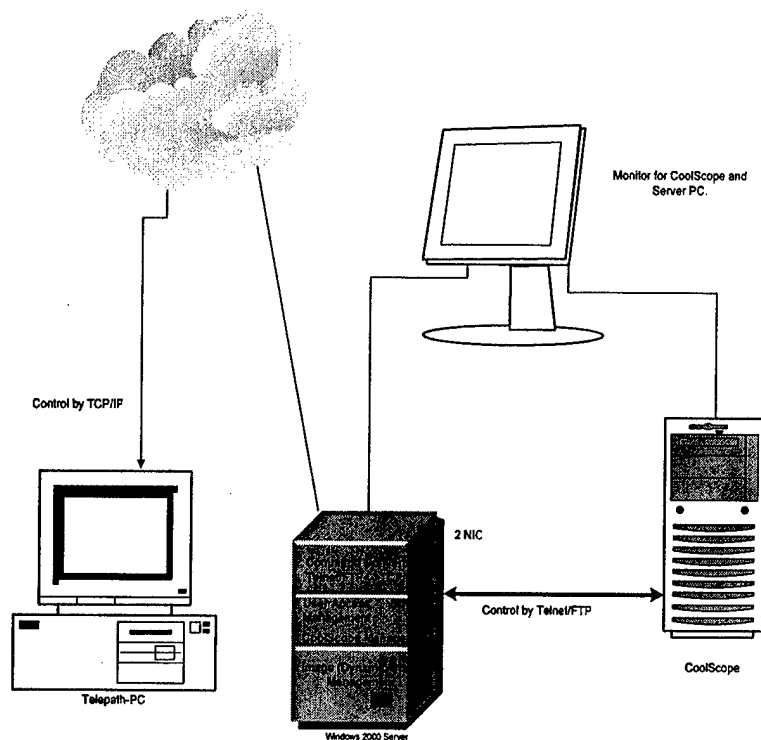 Monitor for CoolScope and
Server PC.
Control by TCP/IP
2 NIC
Control by Telnet/FTP
CoolScope
Telepath-PC
Windows 2000 Server